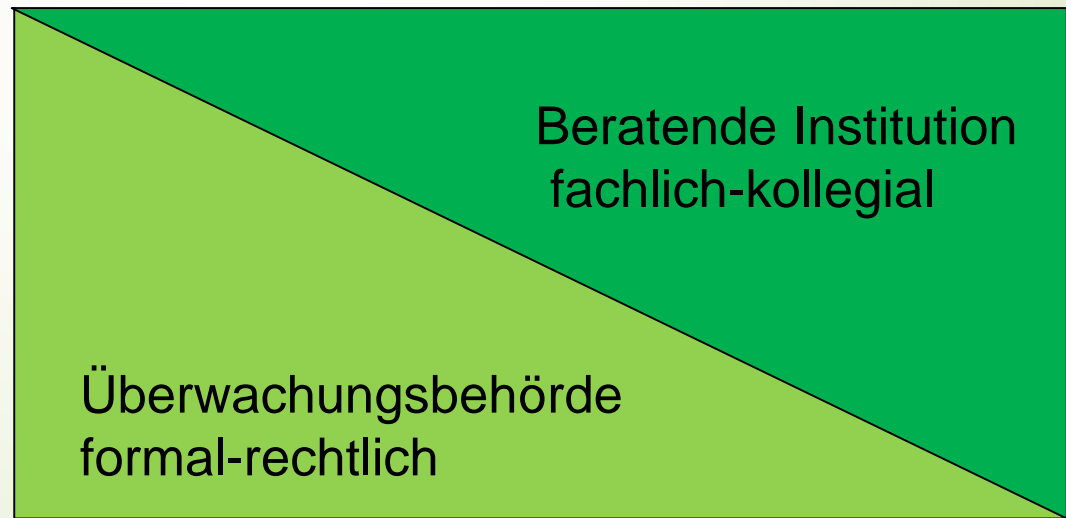 Beratende Institution
fachlich-kollegial
Überwachungsbehörde
formal-rechtlich